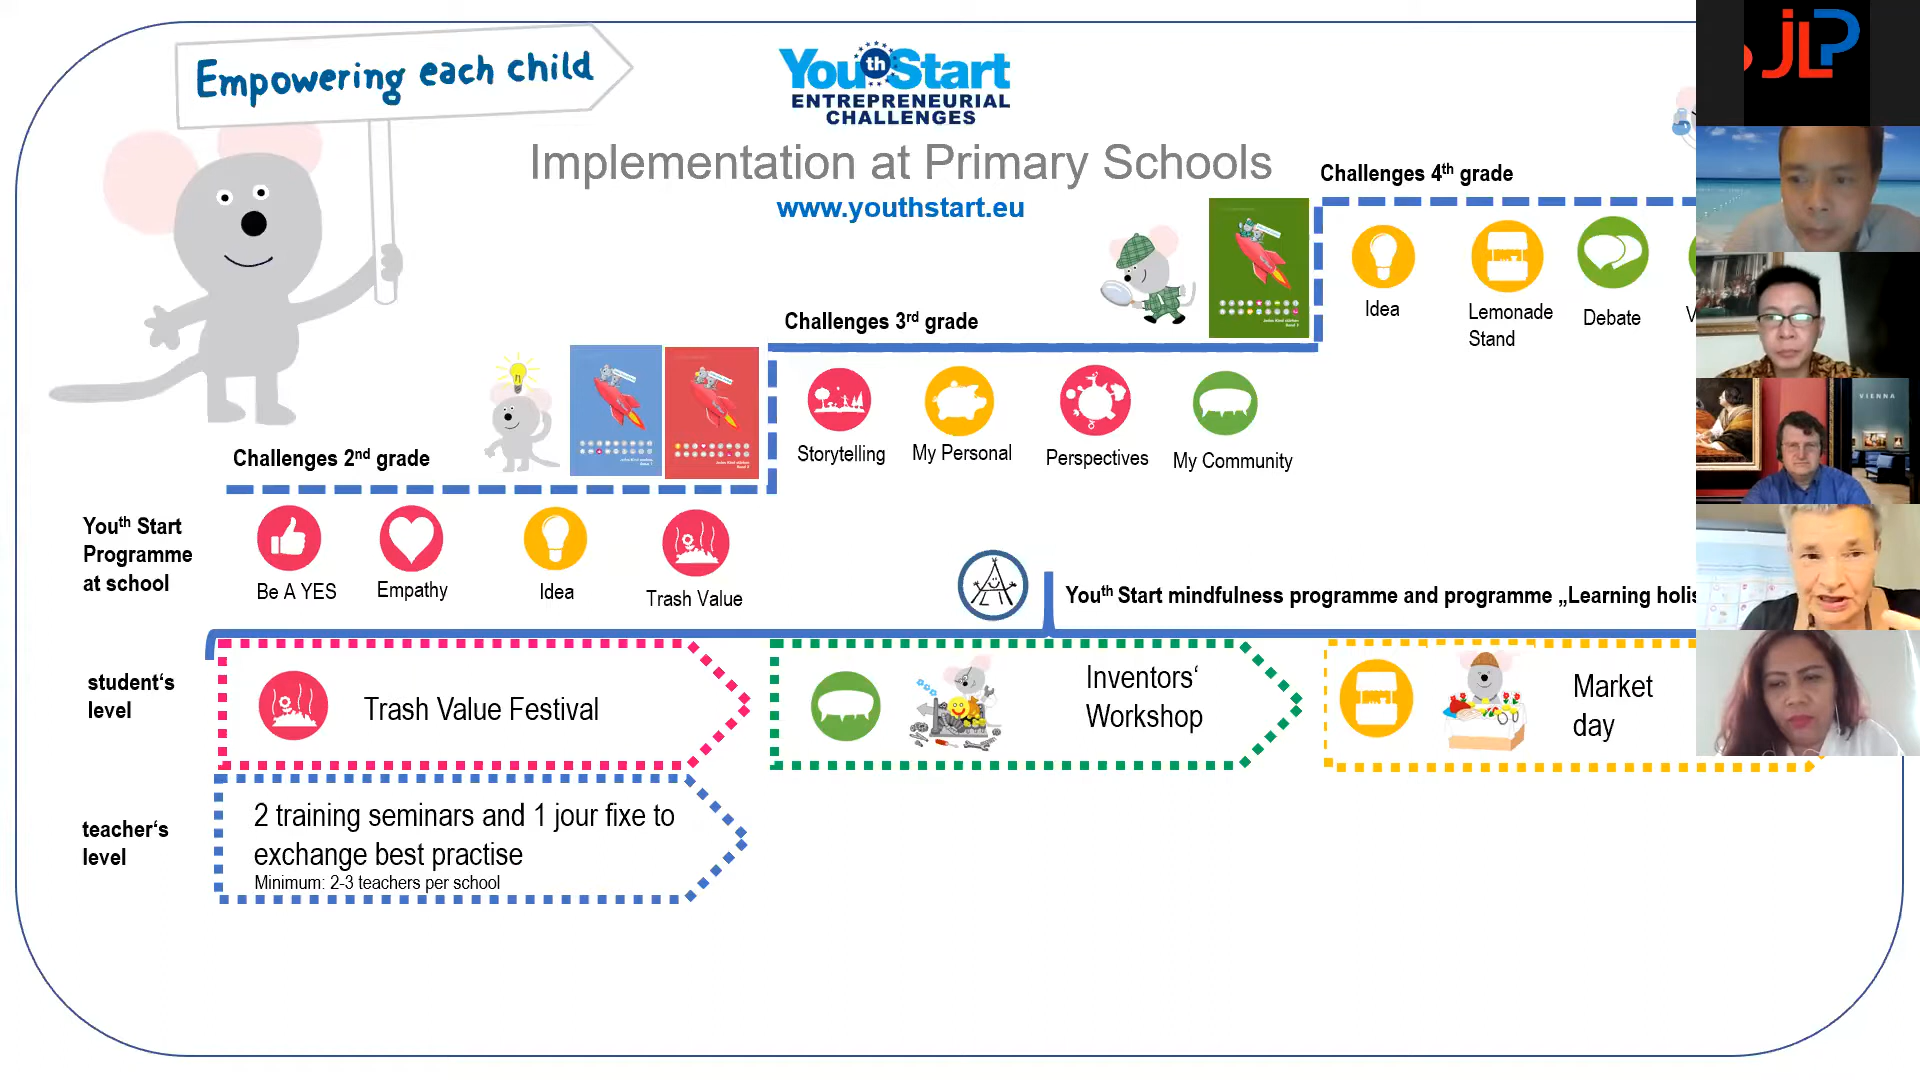 Empowering each child
Youth Start
ENTREPRENEURIAL
CHALLENGES
Implementation at Primary Schools
www.youthstart.eu
Challenges 4th grade
Idea
Lemonade
Stand
Debate
Challenges 3rd grade
Storytelling
My Personal
Perspectives
My Community
Challenges 2nd grade
Youth Start
Programme
at school
Be A YES
Empathy
Idea
Trash Value
Youth Start mindfulness programme and programme „Learning holis
student‘s
level
Trash Value Festival
Inventors‘
Workshop
Market
day
teacher‘s
level
2 training seminars and 1 jour fixe to
exchange best practise
Minimum: 2-3 teachers per school
JLP
VIENNA